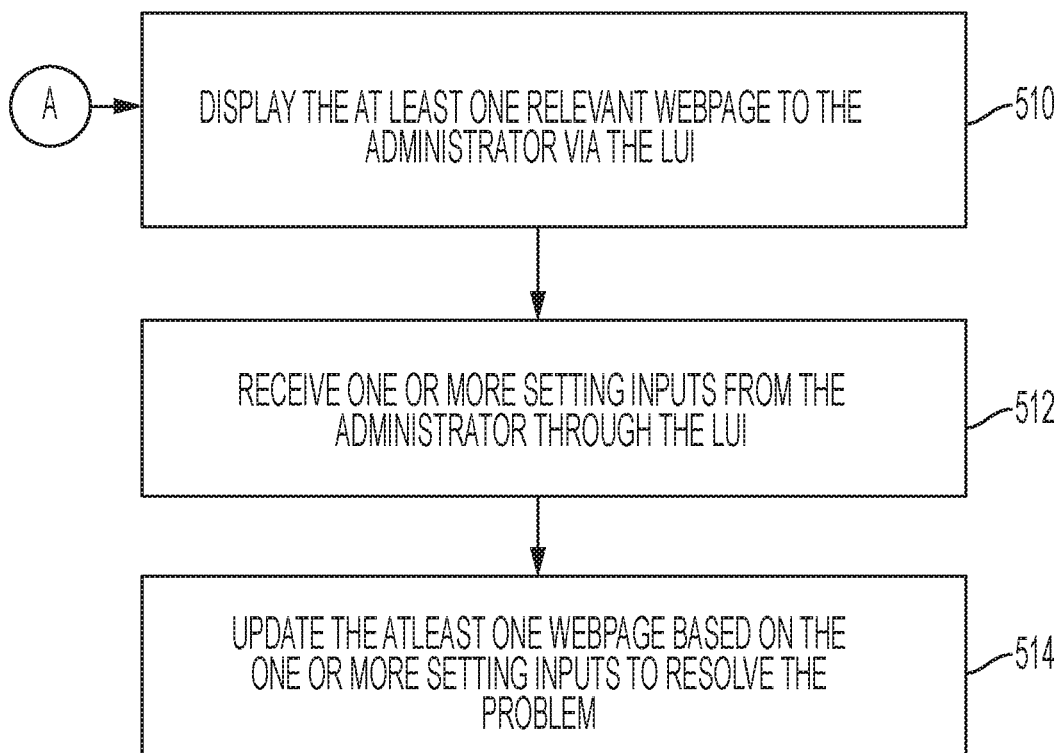 A
DISPLAY THE AT LEAST ONE RELEVANT WEBPAGE TO THE
ADMINISTRATOR VIA THE LUI
510
RECEIVE ONE OR MORE SETTING INPUTS FROM THE
ADMINISTRATOR THROUGH THE LUI
512
UPDATE THE ATLEAST ONE WEBPAGE BASED ON THE
ONE OR MORE SETTING INPUTS TO RESOLVE THE
PROBLEM
514